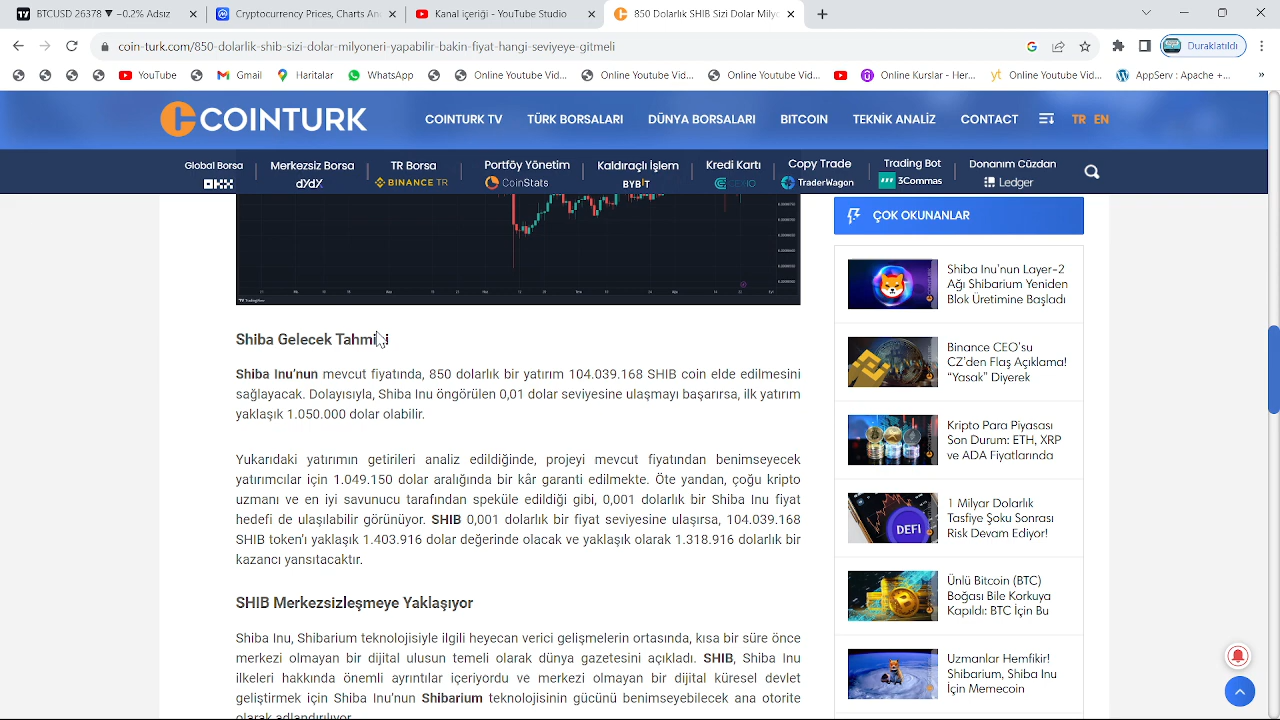 BTCUSD 26378 ▼ −0.2% Adsız
Cryptocurrency Prices, Charts An
Kanal içeriği - YouTube Studio
850 Dolarlık SHIB Sizi Dolar Milyo
coin-turk.com/850-dolarlik-shib-sizi-dolar-milyoneri-yapabilir-fakin-fiyat-hangi-seviyeye-gitmeli
Duraklatıldı
YouTube
Gmail
Haritalar
WhatsApp
Online Youtube Vid...
Online Youtube Vid...
Online Youtube Vid...
Online Kurslar - Her...
Online Youtube Vid...
AppServ : Apache +...
COINTURK
COINTURK TV
TÜRK BORSALARI
DÜNYA BORSALARI
BITCOIN
TEKNİK ANALİZ
CONTACT
TR EN
Global Borsa
Merkezsiz Borsa
TR Borsa
Portföy Yönetim
Kaldıraçlı İşlem
Kredi Kartı
Copy Trade
Trading Bot
Donanım Cüzdan
OKX
dYdX
BINANCE TR
CoinStats
BYBIT
TraderWagon
3Commas
Ledger
TradingView
Shiba Gelecek Tahmini
Shiba Inu’nun mevcut fiyatında, 850 dolarlık bir yatırım 104.039.168 SHIB coin elde edilmesini
sağlayacak. Dolayısıyla, Shiba Inu öngörülen 0,01 dolar seviyesine ulaşmayı başarırsa, ilk yatırım
yaklaşık 1.050.000 dolar olabilir.
Yukarıdaki yatırımın getirileri analiz edildiğinde, projeyi mevcut fiyatından benimseyecek
yatırımcılar için 1.049.150 dolar aralığında bir kâr garanti edilmekte. Öte yandan, çoğu kripto
uzmanı ve en iyi savunucu tarafından speküle edildiği gibi, 0,001 dolarlık bir Shiba Inu fiyat
hedefi de ulaşılabilir görünüyor. SHIB 0,001 dolarlık bir fiyat seviyesine ulaşırsa, 104.039.168
SHIB token’ı yaklaşık 1.403.916 dolar değerinde olacak ve yaklaşık olarak 1.318.916 dolarlık bir
kazancı yansıtacaktır.
SHIB Merkezsizleşmeye Yaklaşıyor
Shiba Inu, Shibarium teknolojisiyle ilgili heyecan verici gelişmelerin ortasında, kısa bir süre önce
merkezi olmayan bir dijital ulusun temeli olarak dünya gazetesini açıkladı. SHIB, Shiba Inu
ilkeleri hakkında önemli ayrıntılar içeriyordu ve merkezi olmayan bir dijital küresel devlet
geliştirmek için Shiba Inu’nun Shibarium teknolojisinin gücünü benimseyebilecek ana otorite
olarak adlandırılıyor.
ÇOK OKUNANLAR
Shiba Inu’nun Layer-2
Ağı Shibarium Yeniden
Blok Üretimine Başladı
Binance CEO’su
CZ’den Flaş Açıklama!
“Yasak” Diyerek
Kripto Para Piyasası
Son Durum: ETH, XRP
ve ADA Fiyatlarında
1 Milyar Dolarlık
Tasfiye Şoku Sonrası
Risk Devam Ediyor!
DEFI
Ünlü Bitcoin (BTC)
Boğası Bile Korkuya
Kapıldı: BTC İçin Bu
Uzmanlar Hemfikir!
Shibarium, Shiba Inu
İçin Memecoin